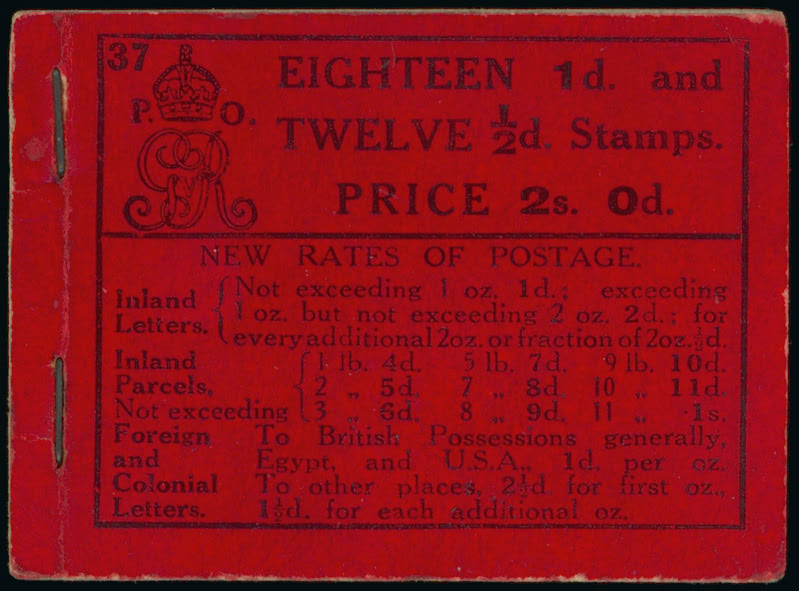 37
P. O.
GvR
EIGHTEEN 1d. and
TWELVE ½d. Stamps.
PRICE 2s. 0d.
NEW RATES OF POSTAGE.
Inland Letters. { Not exceeding 1 oz. 1d.; exceeding
1 oz. but not exceeding 2 oz. 2d.; for
every additional 2oz. or fraction of 2oz. ½d.
Inland { 1 lb. 4d. 5 lb. 7d. 9 lb. 10d.
Parcels, 2 „ 5d. 7 „ 8d. 10 „ 11d.
Not exceeding 3 „ 6d. 8 „ 9d. 11 „ 1s.
Foreign To British Possessions generally,
and Egypt, and U.S.A., 1d. per oz.
Colonial To other places, 2½d. for first oz.,
Letters. 1½d. for each additional oz.